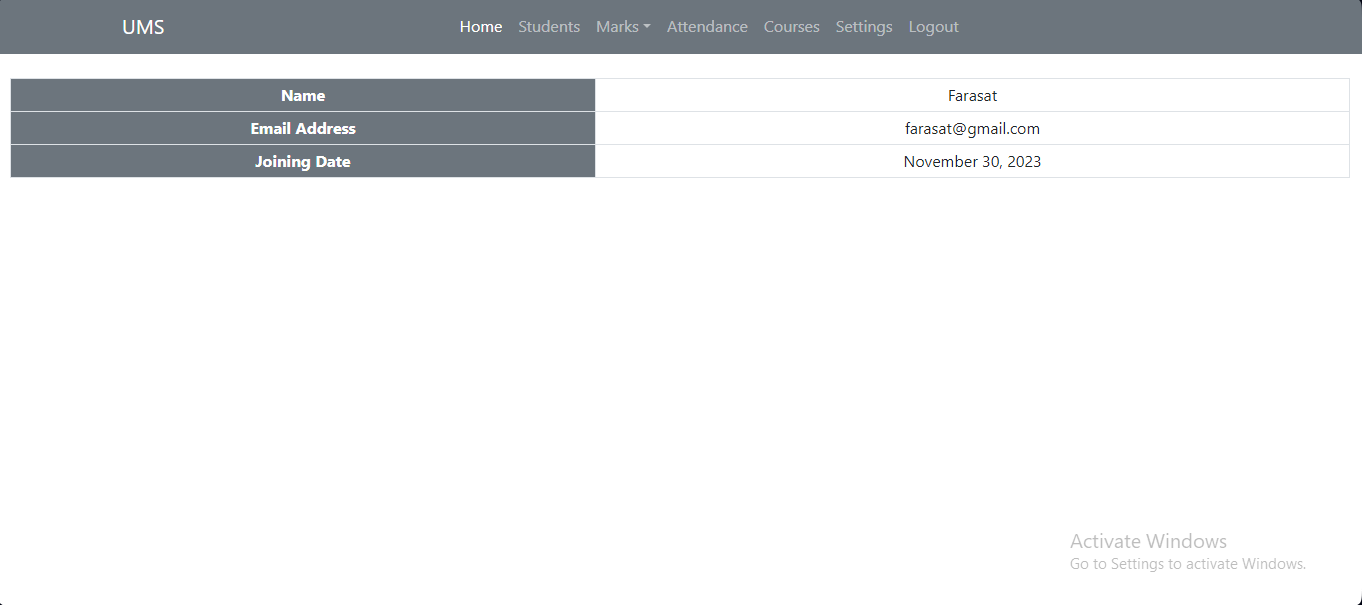 UMS Home Students Marks Attendance Courses Settings Logout
Name Farasat
Email Address farasat@gmail.com
Joining Date November 30, 2023
Activate Windows
Go to Settings to activate Windows.